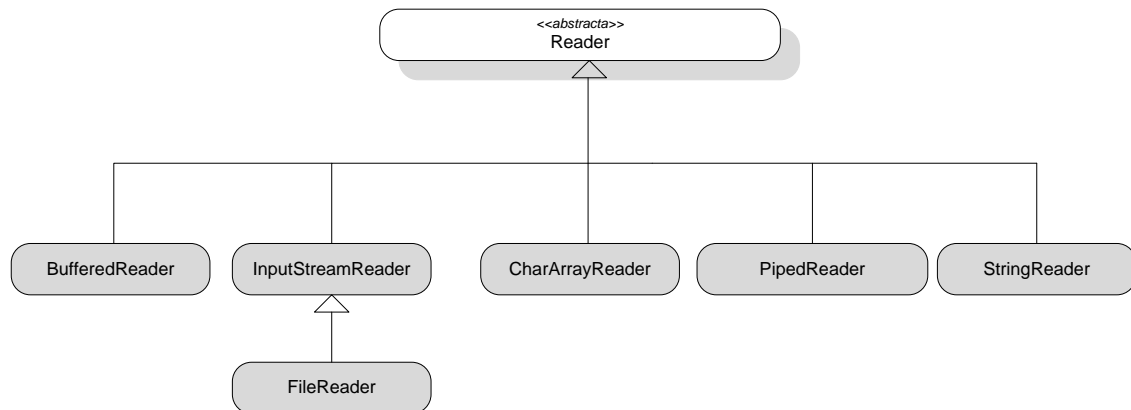 <<abstracta>>
Reader
BufferedReader
InputStreamReader
CharArrayReader
PipedReader
StringReader
FileReader